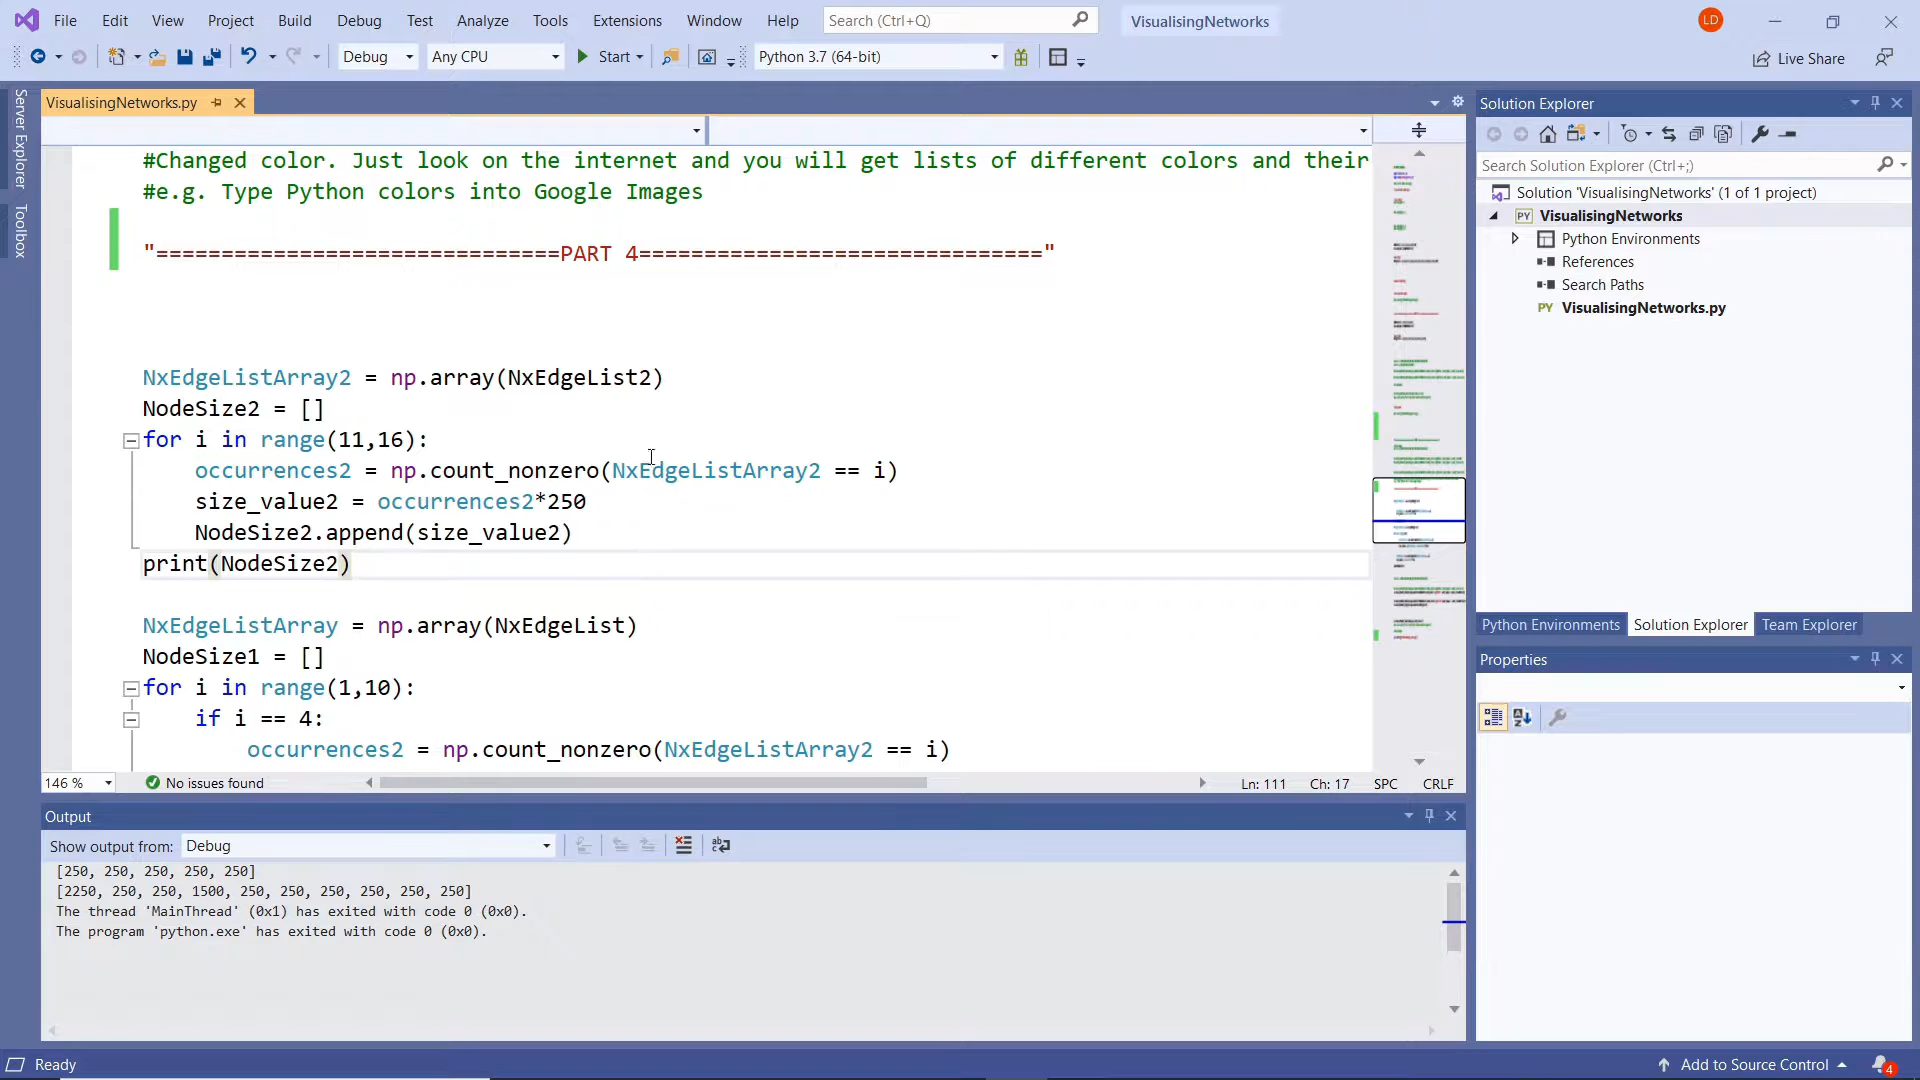 File Edit View Project Build Debug Test Analyze Tools Extensions Window Help Search (Ctrl+Q) VisualisingNetworks LD
Debug Any CPU Start Python 3.7 (64-bit) Live Share
Server Explorer
Toolbox
VisualisingNetworks.py
#Changed color. Just look on the internet and you will get lists of different colors and their
#e.g. Type Python colors into Google Images
"===============================PART 4==============================="
NxEdgeListArray2 = np.array(NxEdgeList2)
NodeSize2 = []
for i in range(11,16):
occurrences2 = np.count_nonzero(NxEdgeListArray2 == i)
size_value2 = occurrences2*250
NodeSize2.append(size_value2)
print(NodeSize2)
NxEdgeListArray = np.array(NxEdgeList)
NodeSize1 = []
for i in range(1,10):
if i == 4:
occurrences2 = np.count_nonzero(NxEdgeListArray2 == i)
146 % No issues found Ln: 111 Ch: 17 SPC CRLF
Output
Show output from: Debug
[250, 250, 250, 250, 250]
[2250, 250, 250, 1500, 250, 250, 250, 250, 250, 250]
The thread 'MainThread' (0x1) has exited with code 0 (0x0).
The program 'python.exe' has exited with code 0 (0x0).
Solution Explorer
Search Solution Explorer (Ctrl+;)
Solution 'VisualisingNetworks' (1 of 1 project)
PY VisualisingNetworks
Python Environments
References
Search Paths
PY VisualisingNetworks.py
Python Environments Solution Explorer Team Explorer
Properties
Ready Add to Source Control 4